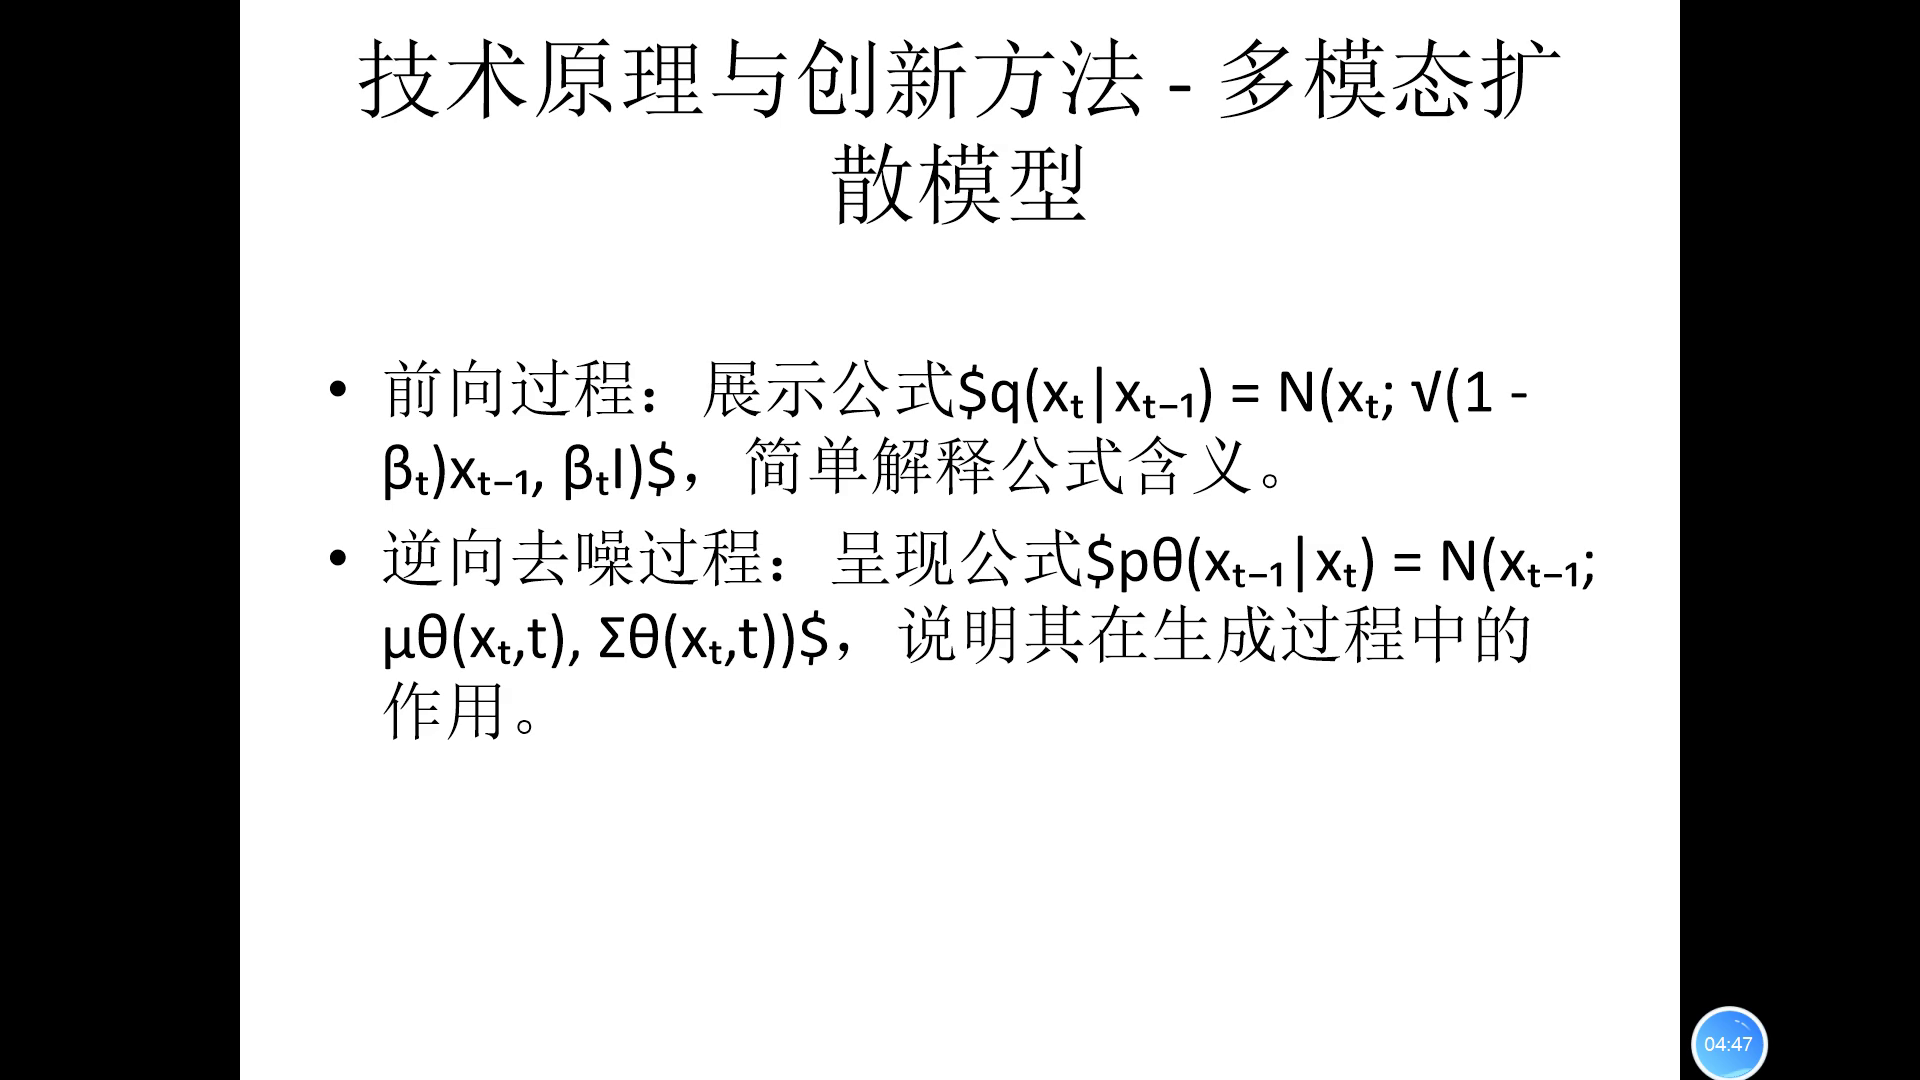 技术原理与创新方法 - 多模态扩
散模型
• 前向过程：展示公式$q(xₜ|xₜ₋₁) = N(xₜ; √(1 -
βₜ)xₜ₋₁, βₜI)$，简单解释公式含义。
• 逆向去噪过程：呈现公式$pθ(xₜ₋₁|xₜ) = N(xₜ₋₁;
μθ(xₜ,t), Σθ(xₜ,t))$，说明其在生成过程中的
作用。
04:47